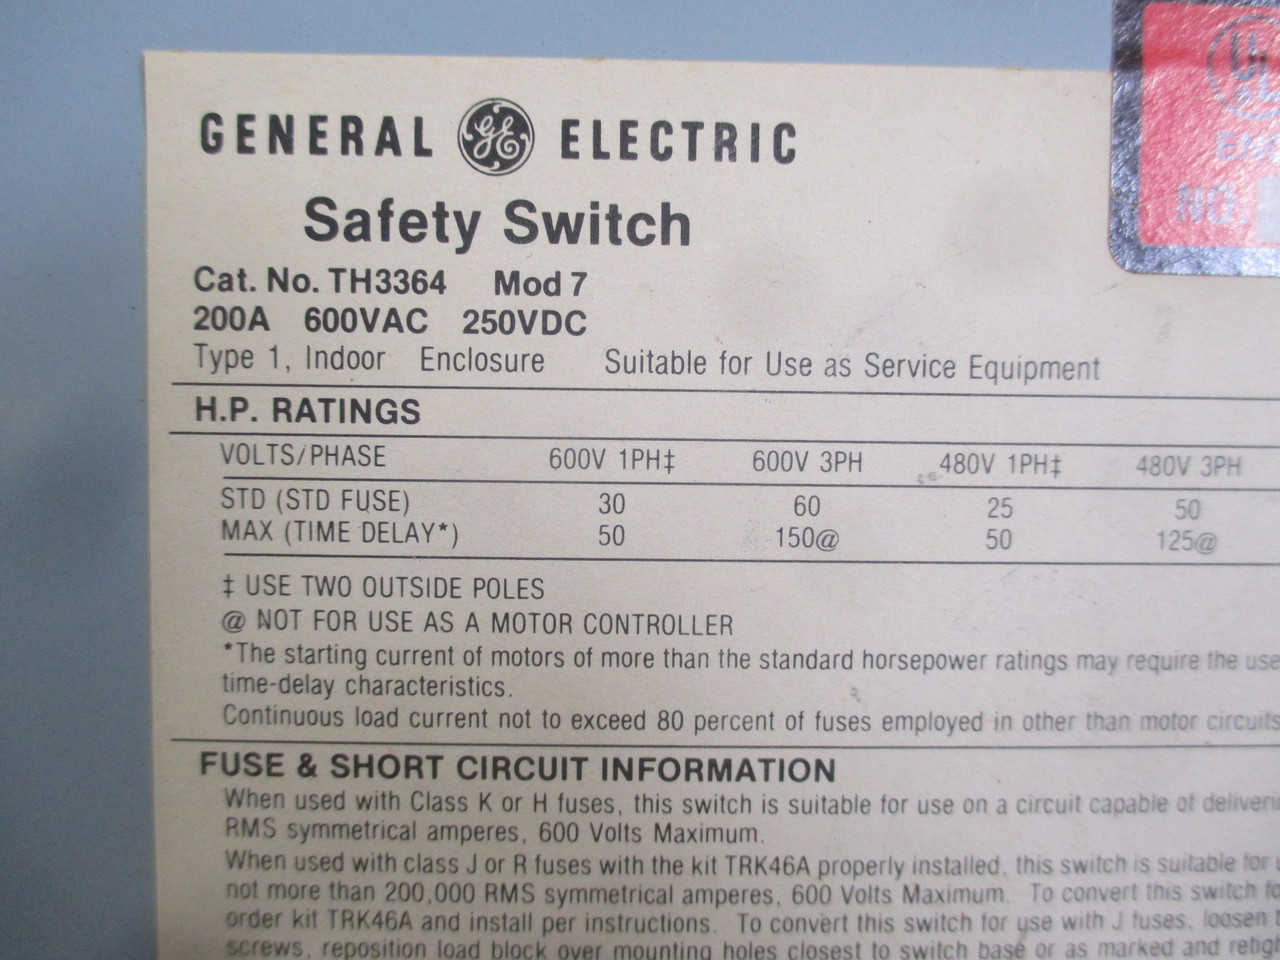 GENERAL GE ELECTRIC
Safety Switch
Cat. No. TH3364 Mod 7
200A 600VAC 250VDC
Type 1, Indoor Enclosure Suitable for Use as Service Equipment
H.P. RATINGS
VOLTS/PHASE 600V 1PH‡ 600V 3PH 480V 1PH‡ 480V 3PH
STD (STD FUSE) 30 60 25 50
MAX (TIME DELAY*) 50 150@ 50 125@
‡ USE TWO OUTSIDE POLES
@ NOT FOR USE AS A MOTOR CONTROLLER
*The starting current of motors of more than the standard horsepower ratings may require the use
time-delay characteristics.
Continuous load current not to exceed 80 percent of fuses employed in other than motor circuits
FUSE & SHORT CIRCUIT INFORMATION
When used with Class K or H fuses, this switch is suitable for use on a circuit capable of
RMS symmetrical amperes, 600 Volts Maximum.
When used with class J or R fuses with the kit TRK46A properly installed, this switch is suitable for
not more than 200,000 RMS symmetrical amperes, 600 Volts Maximum. To convert this switch
order kit TRK46A and install per instructions. To convert this switch for use with J fuses, loosen
screws, reposition load block over mounting holes closest to switch base or as marked and
UL
NO.